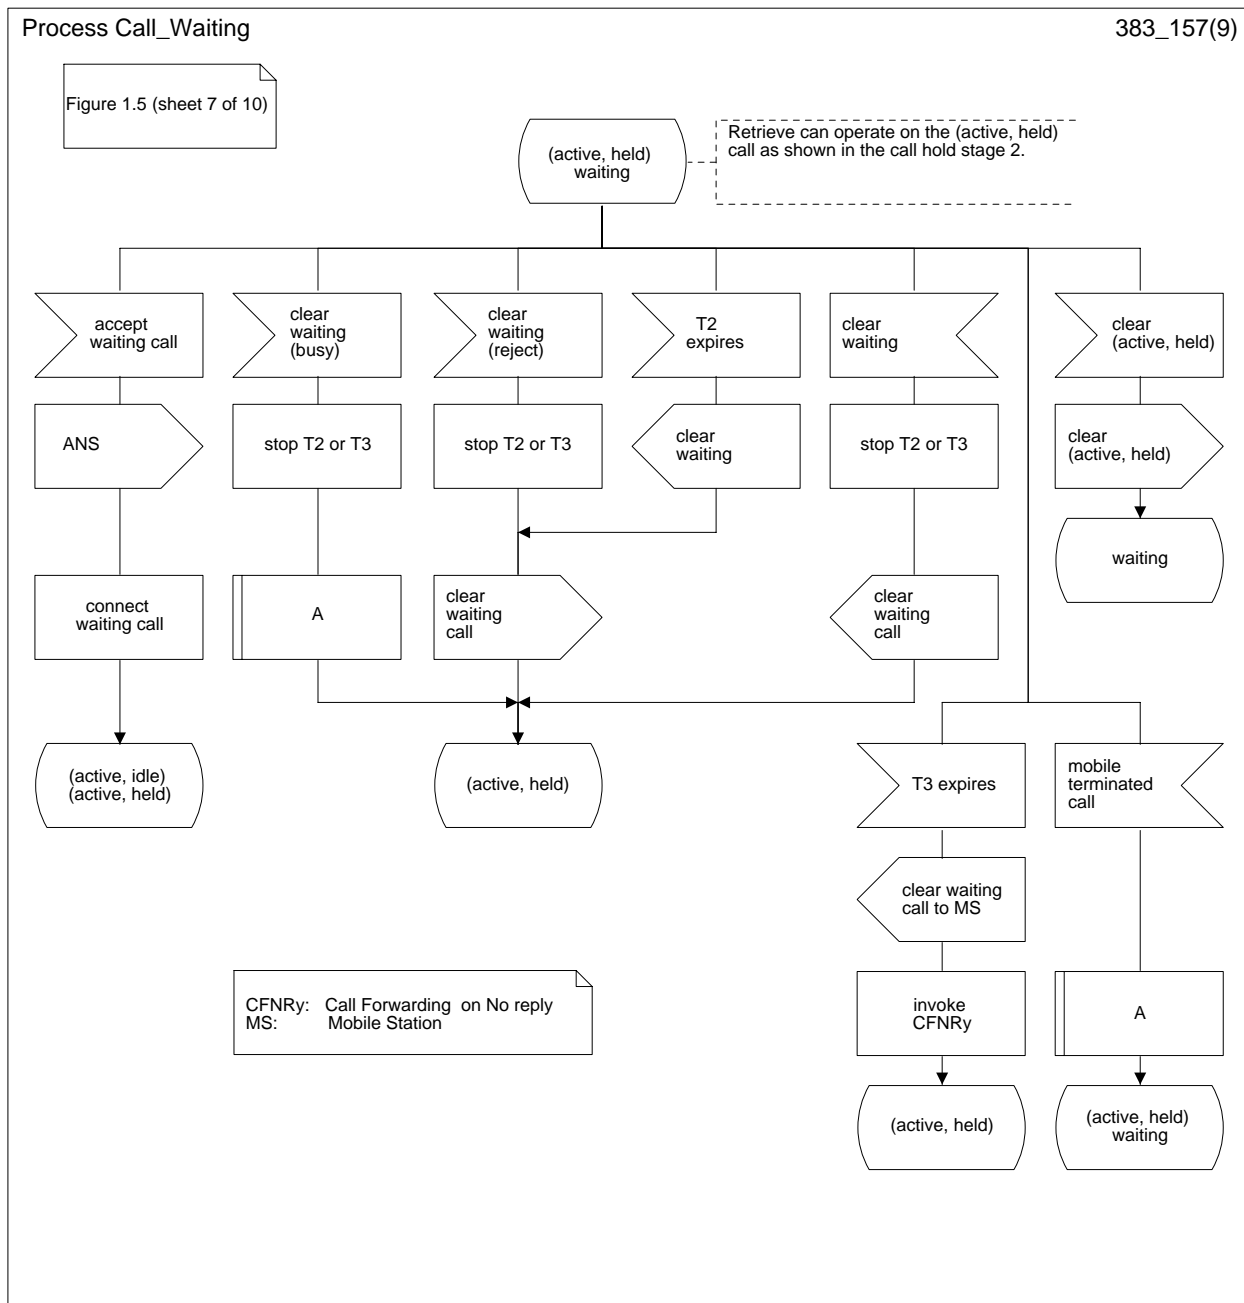 Process Call_Waiting
383_157(9)
Figure 1.5 (sheet 7 of 10)
(active, held)
waiting
Retrieve can operate on the (active, held)
call as shown in the call hold stage 2.
accept
waiting call
clear
waiting
(busy)
clear
waiting
(reject)
T2
expires
clear
waiting
clear
(active, held)
ANS
stop T2 or T3
stop T2 or T3
clear
waiting
stop T2 or T3
clear
(active, held)
waiting
connect
waiting call
A
clear
waiting
call
clear
waiting
call
(active, idle)
(active, held)
(active, held)
T3 expires
mobile
terminated
call
clear waiting
call to MS
CFNRy: Call Forwarding on No reply
MS: Mobile Station
invoke
CFNRy
A
(active, held)
(active, held)
waiting